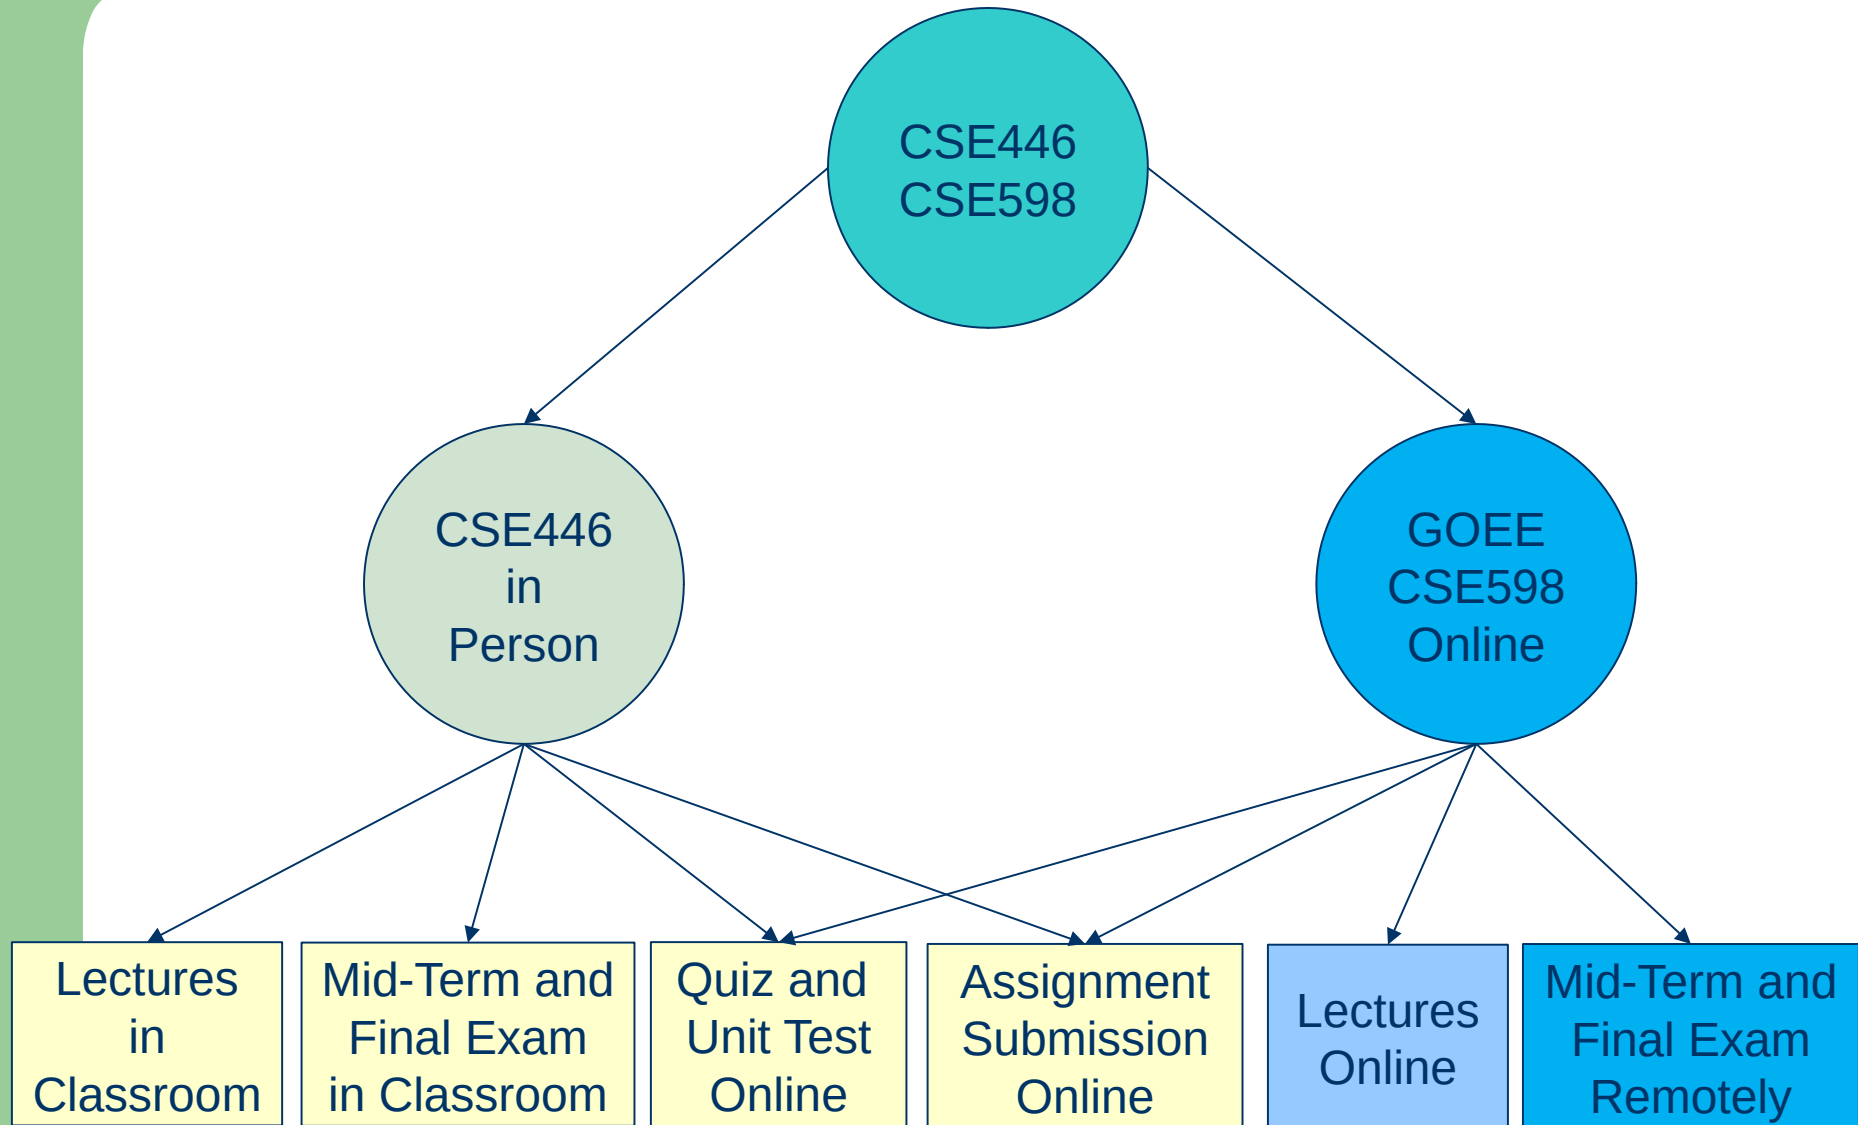 CSE446
CSE598
CSE446
in
Person
GOEE
CSE598
Online
Lectures
in
Classroom
Mid-Term and
Final Exam
in Classroom
Quiz and
Unit Test
Online
Assignment
Submission
Online
Lectures
Online
Mid-Term and
Final Exam
Remotely